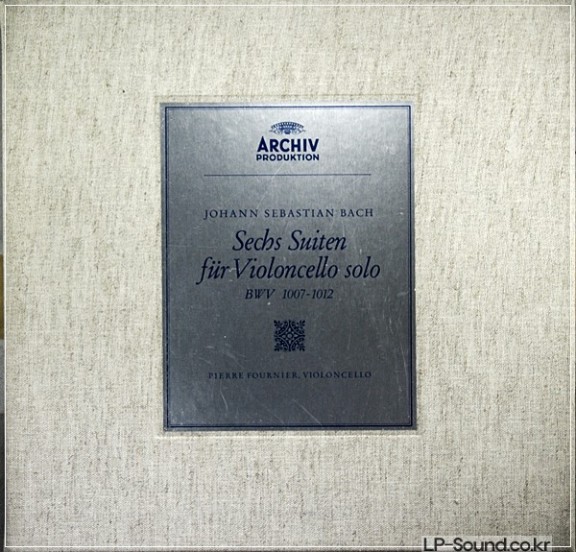 ARCHIV
PRODUKTION
JOHANN SEBASTIAN BACH
Sechs Suiten
für Violoncello solo
BWV 1007-1012
PIERRE FOURNIER, VIOLONCELLO
LP-Sound.co.kr